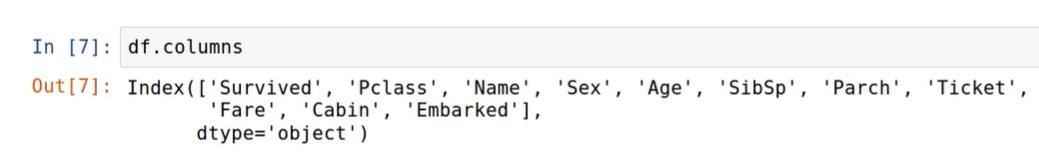 In [7]: df.columns
Out[7]: Index(['Survived', 'Pclass', 'Name', 'Sex', 'Age', 'SibSp', 'Parch', 'Ticket',
'Fare', 'Cabin', 'Embarked'],
dtype='object')